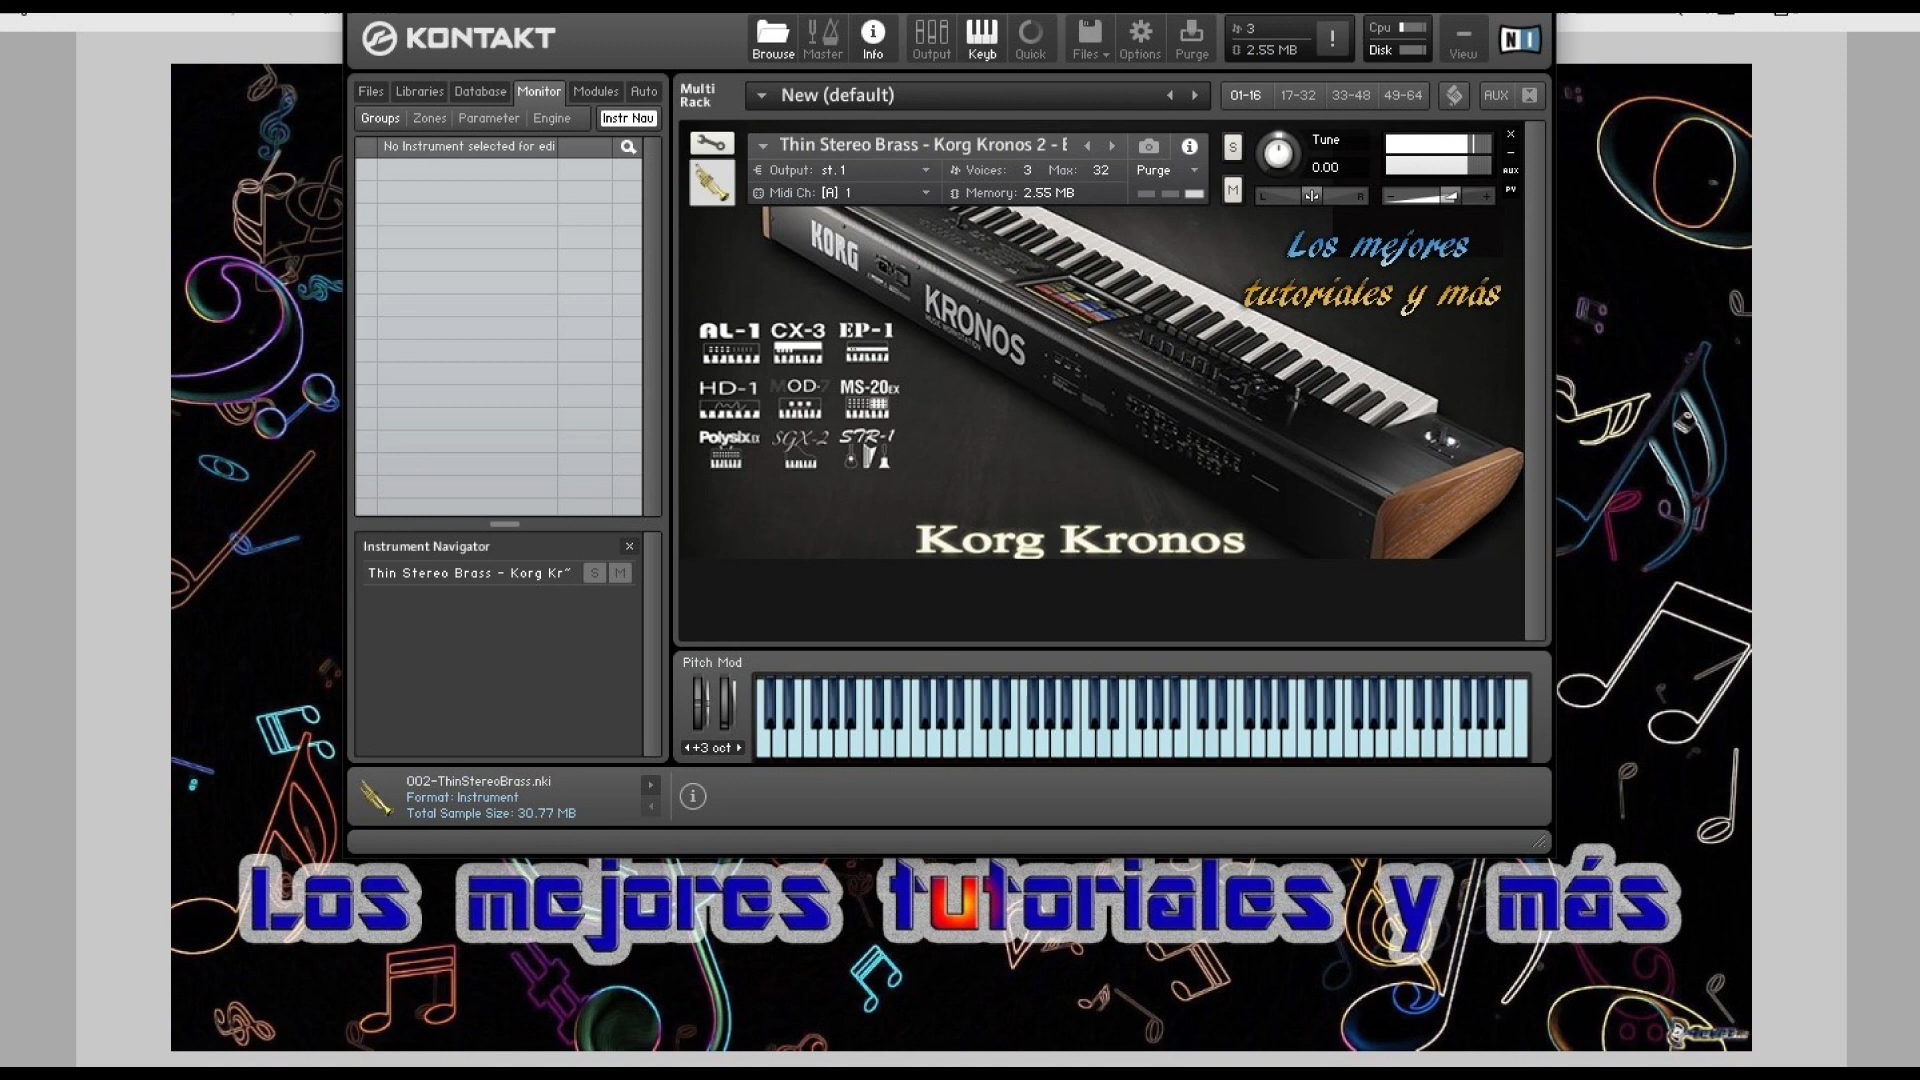 KONTAKT
Browse Master Info Output Keyb Quick Files Options Purge
3
2.55 MB
!
Cpu
Disk
View
NI
Files Libraries Database Monitor Modules Auto
Groups Zones Parameter Engine Instr Nav
No Instrument selected for edi
Multi Rack
New (default)
01-16 17-32 33-48 49-64 AUX
Thin Stereo Brass - Korg Kronos 2 - E
Output: st.1 Voices: 3 Max: 32 Purge
Midi Ch: [A] 1 Memory: 2.55 MB
S
M
Tune
0.00
L R
AUX
PV
KORG
KRONOS
MUSIC WORKSTATION
Los mejores
tutoriales y más
AL-1 CX-3 EP-1
HD-1 MOD-7 MS-20EX
PolysixEX SGX-2 STR-1
Korg Kronos
Instrument Navigator
Thin Stereo Brass - Korg Kr~ S M
Pitch Mod
+3 oct
002-ThinStereoBrass.nki
Format: Instrument
Total Sample Size: 30.77 MB
Los mejores tutoriales y más